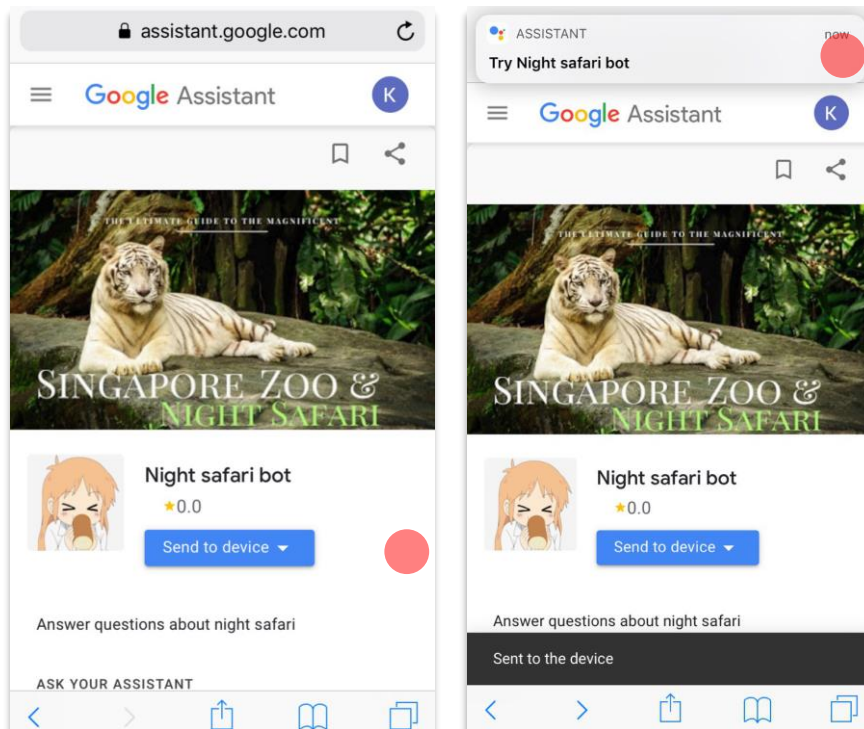 assistant.google.com
Google Assistant
K
THE ULTIMATE GUIDE TO THE MAGNIFICENT
SINGAPORE ZOO &
NIGHT SAFARI
Night safari bot
0.0
Send to device
Answer questions about night safari
ASK YOUR ASSISTANT
ASSISTANT
now
Try Night safari bot
Google Assistant
K
THE ULTIMATE GUIDE TO THE MAGNIFICENT
SINGAPORE ZOO &
NIGHT SAFARI
Night safari bot
0.0
Send to device
Answer questions about night safari
Sent to the device